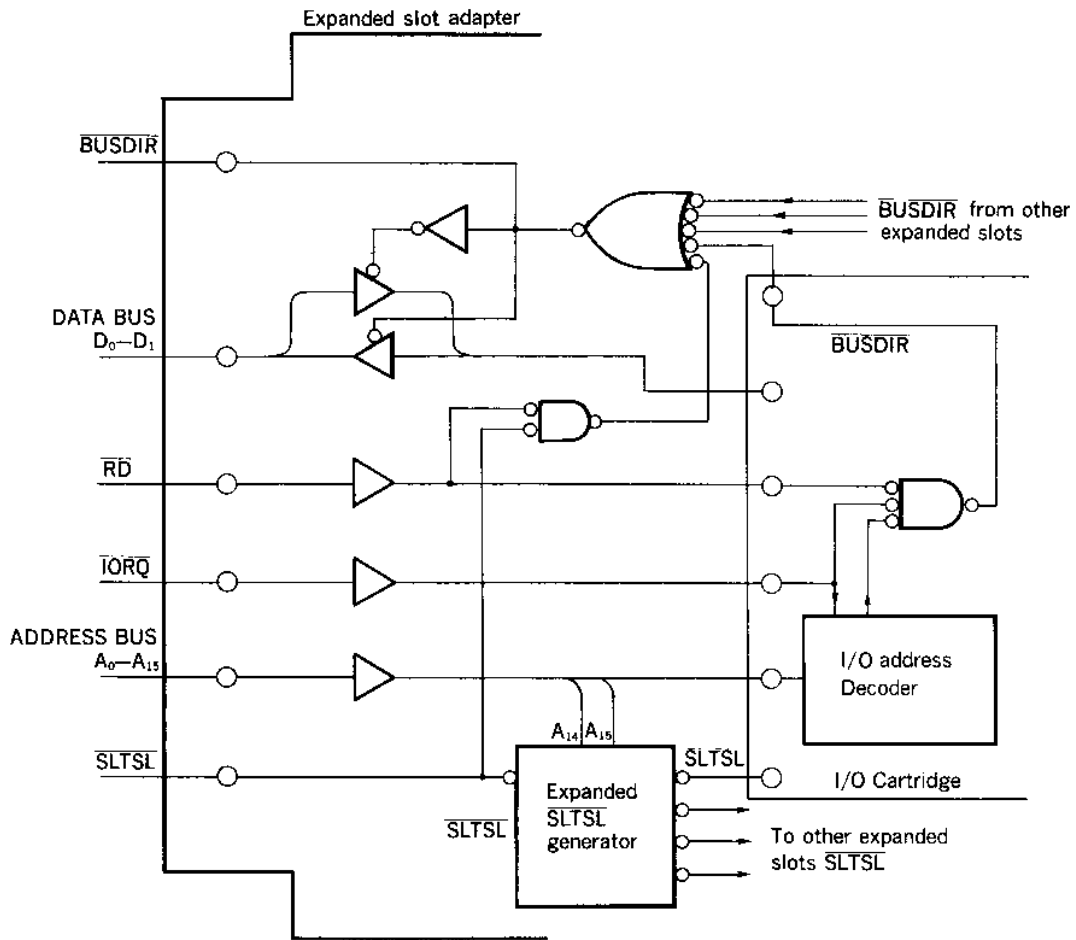 Expanded slot adapter
BUSDIR
BUSDIR from other
expanded slots
DATA BUS
D₀—D₁
BUSDIR
RD
IORQ
ADDRESS BUS
A₀—A₁₅
I/O address
Decoder
A₁₄ A₁₅
SLTSL
SLTSL
I/O Cartridge
Expanded
SLTSL
generator
SLTSL
To other expanded
slots SLTSL